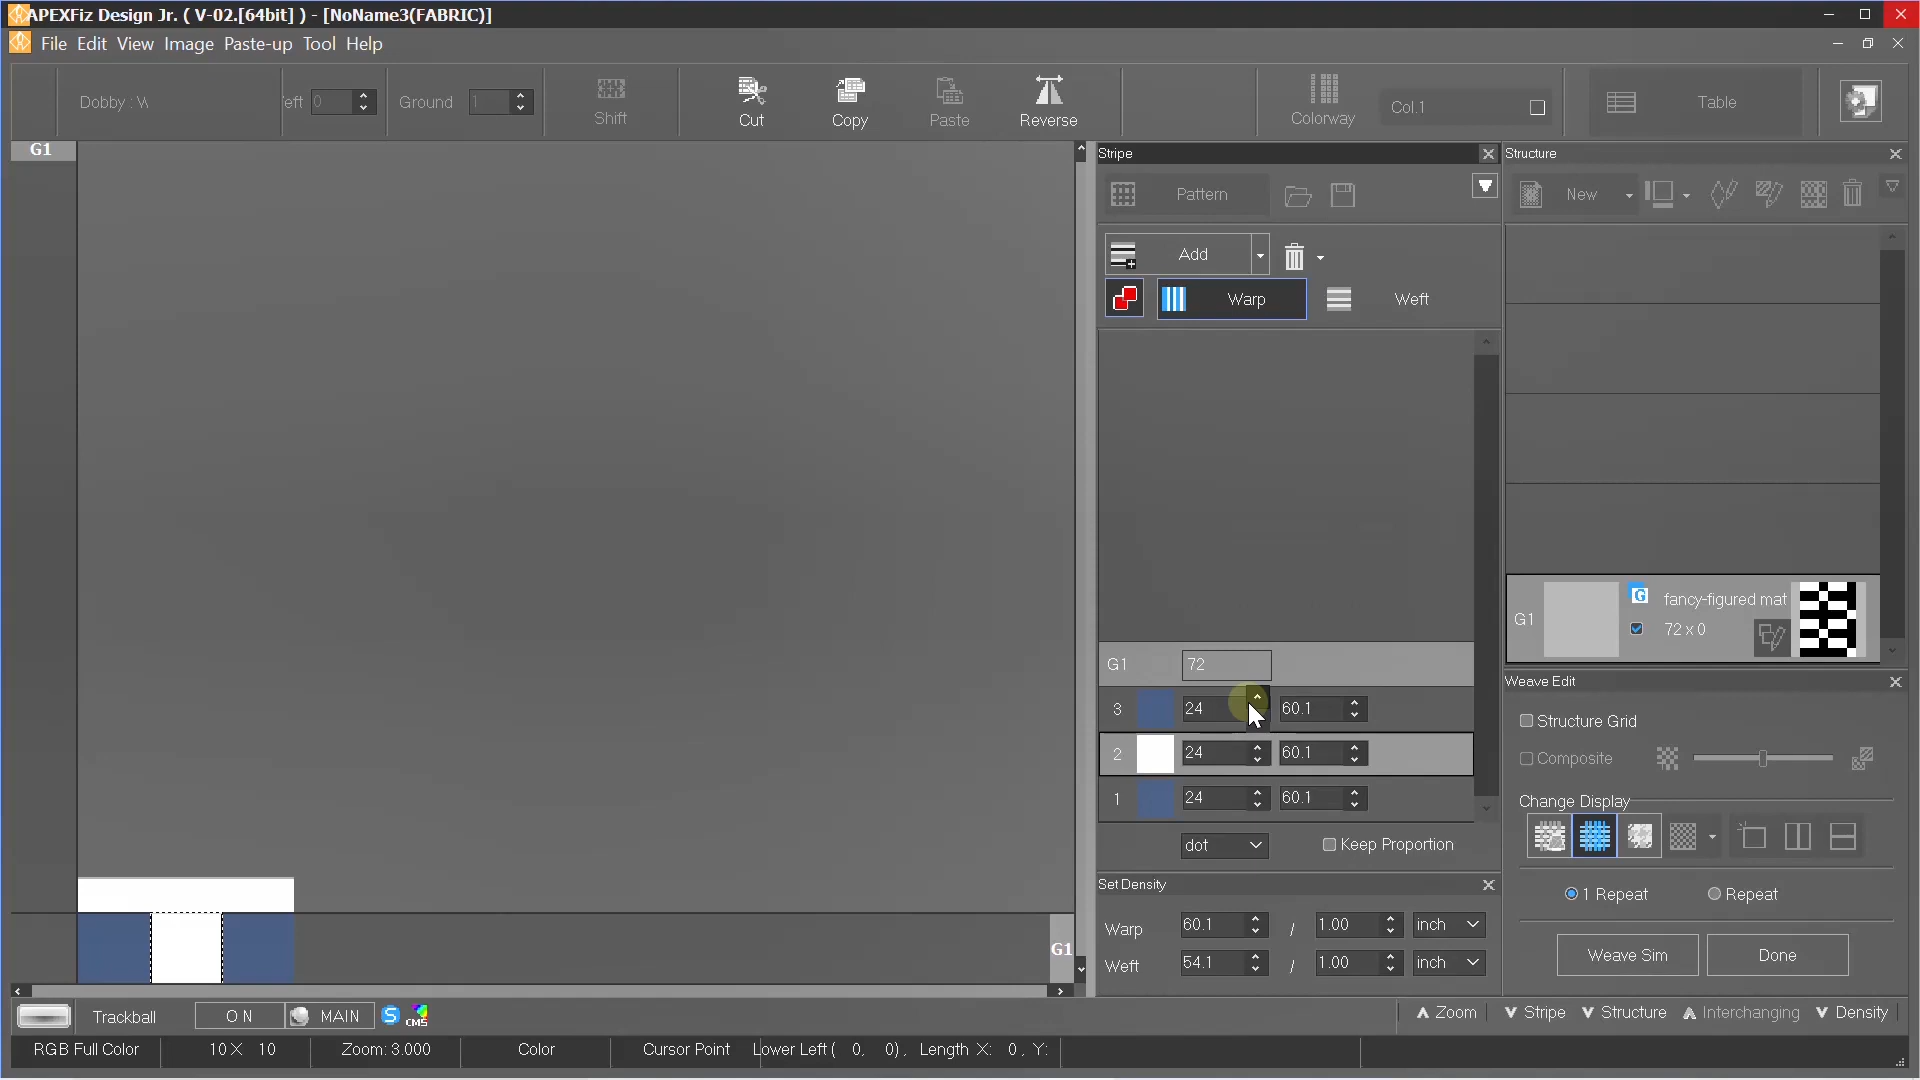 APEXFiz Design Jr. ( V-02.[64bit] ) - [NoName3(FABRIC)]
File Edit View Image Paste-up Tool Help
Dobby : 
eft 0
Ground 1
Shift
Cut
Copy
Paste
Reverse
Colorway
Col.1
Table
G1
Stripe
Pattern
Add
Warp
Weft
G1 72
3 24 60.1
2 24 60.1
1 24 60.1
dot
Keep Proportion
Set Density
Warp 60.1 / 1.00 inch
Weft 54.1 / 1.00 inch
Structure
New
G1
G fancy-figured mat
72 x 0
Weave Edit
Structure Grid
Composite
Change Display
1 Repeat
Repeat
Weave Sim
Done
G1
Trackball
ON
MAIN
S
CMS
Zoom
Stripe
Structure
Interchanging
Density
RGB Full Color
10 X 10
Zoom: 3.000
Color
Cursor Point
Lower Left ( 0, 0) , Length X: 0 , Y: